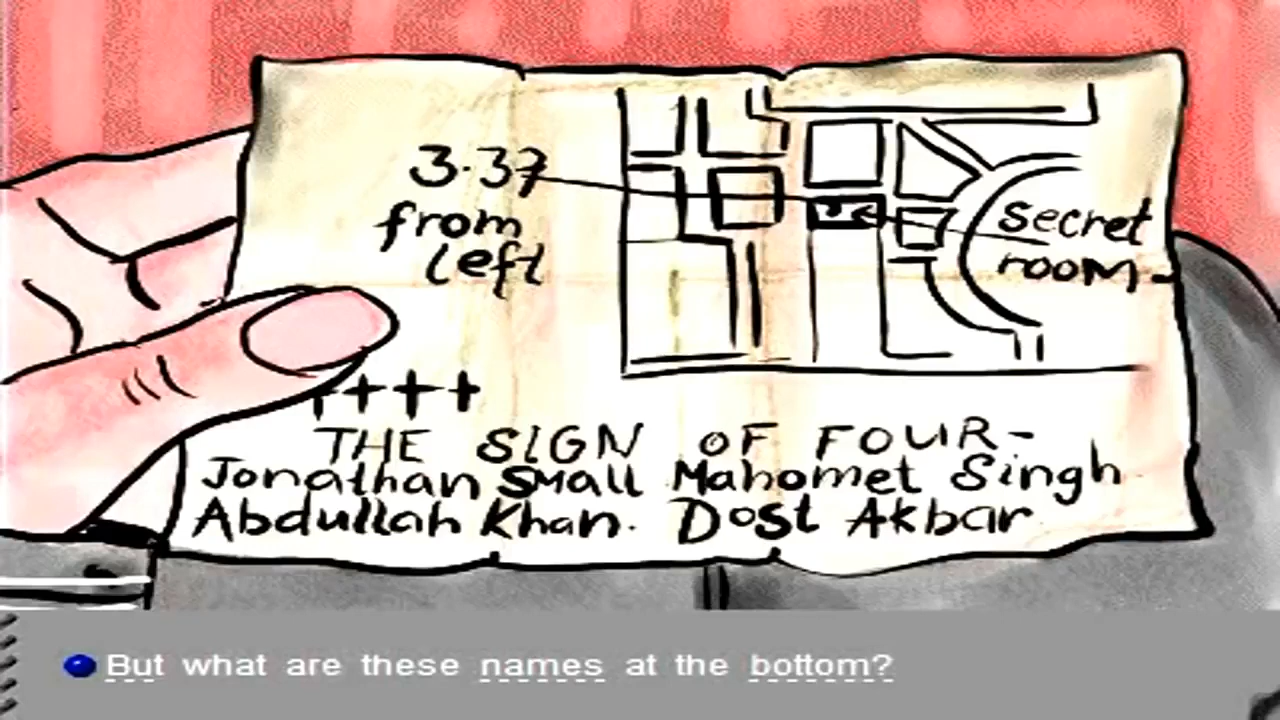 3.37
from
left
secret
room.
++++
THE SIGN OF FOUR-
Jonathan Small Mahomet Singh
Abdullah Khan. Dost Akbar
But what are these names at the bottom?